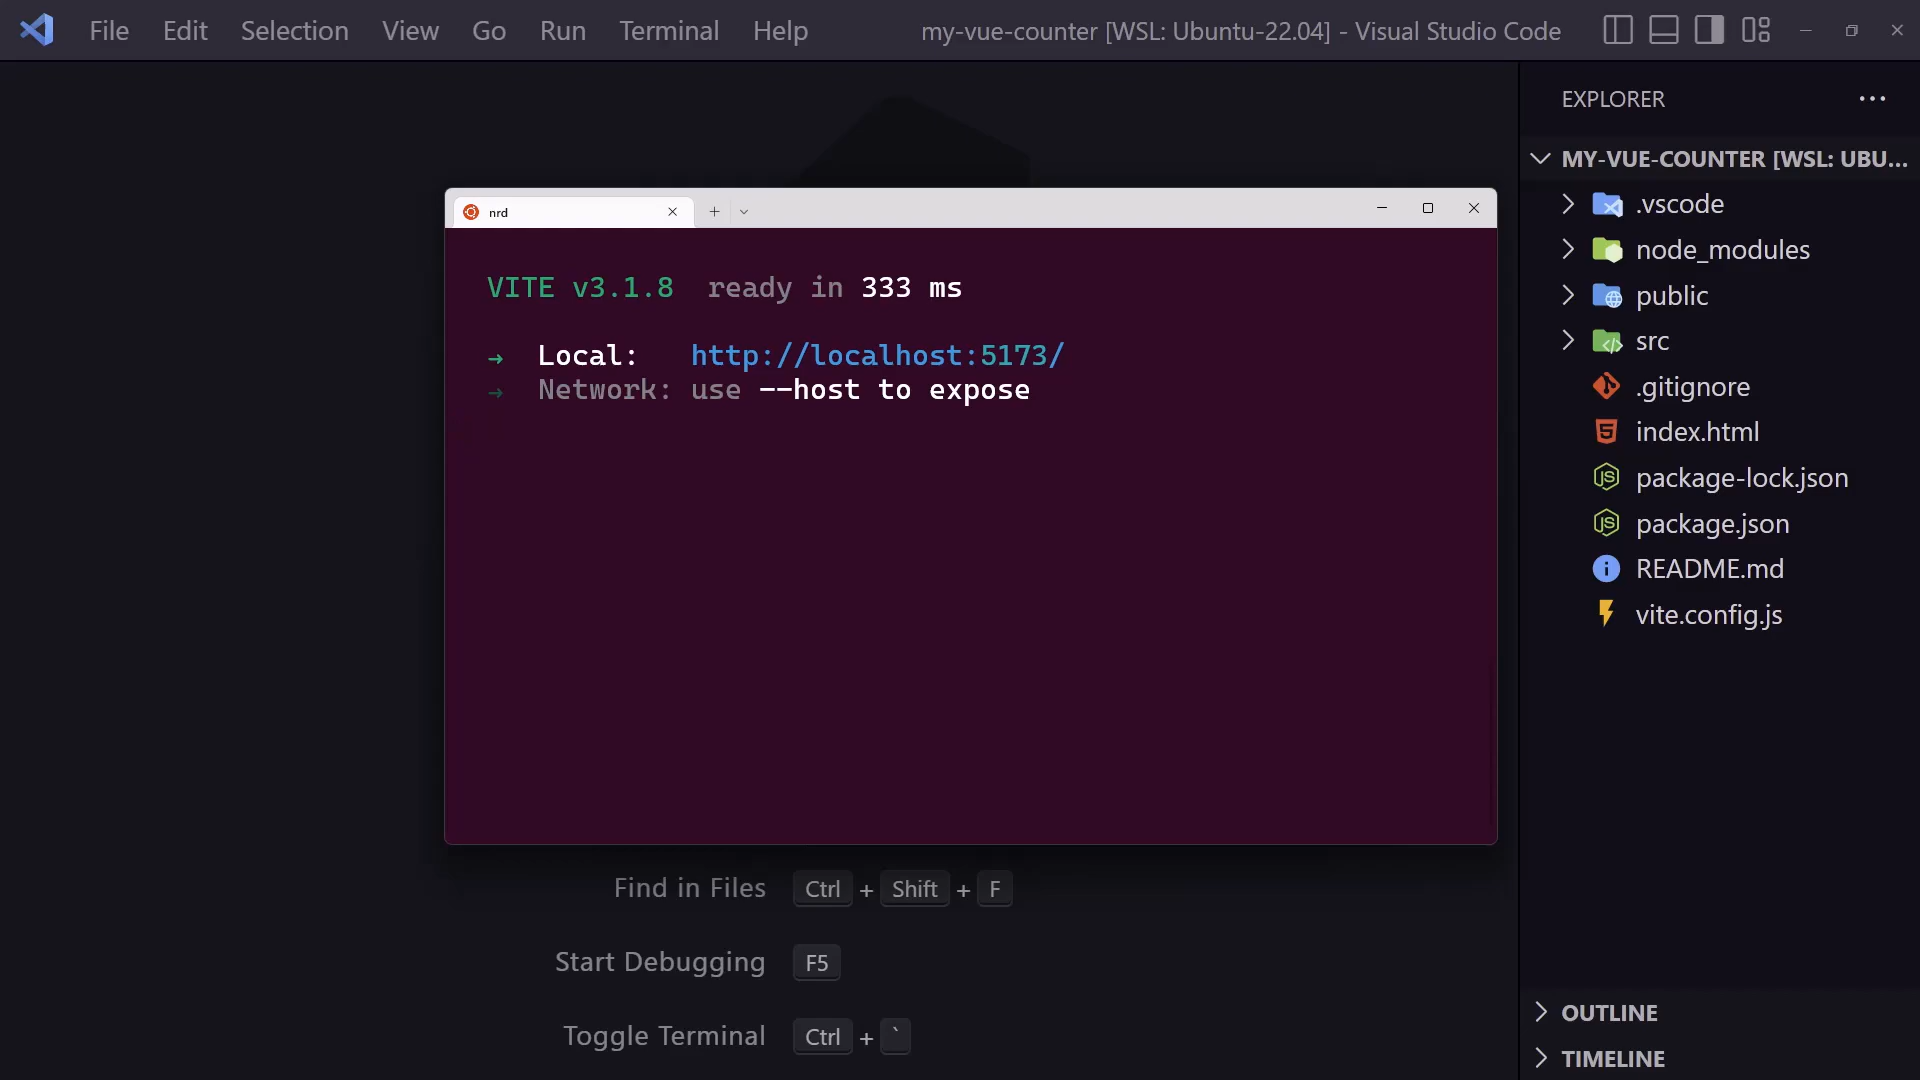 File Edit Selection View Go Run Terminal Help my-vue-counter [WSL: Ubuntu-22.04] - Visual Studio Code
EXPLORER
MY-VUE-COUNTER [WSL: UBU...
.vscode
node_modules
public
src
.gitignore
index.html
package-lock.json
package.json
README.md
vite.config.js
OUTLINE
TIMELINE
nrd
VITE v3.1.8 ready in 333 ms
➜ Local: http://localhost:5173/
➜ Network: use --host to expose
Find in Files Ctrl + Shift + F
Start Debugging F5
Toggle Terminal Ctrl + `